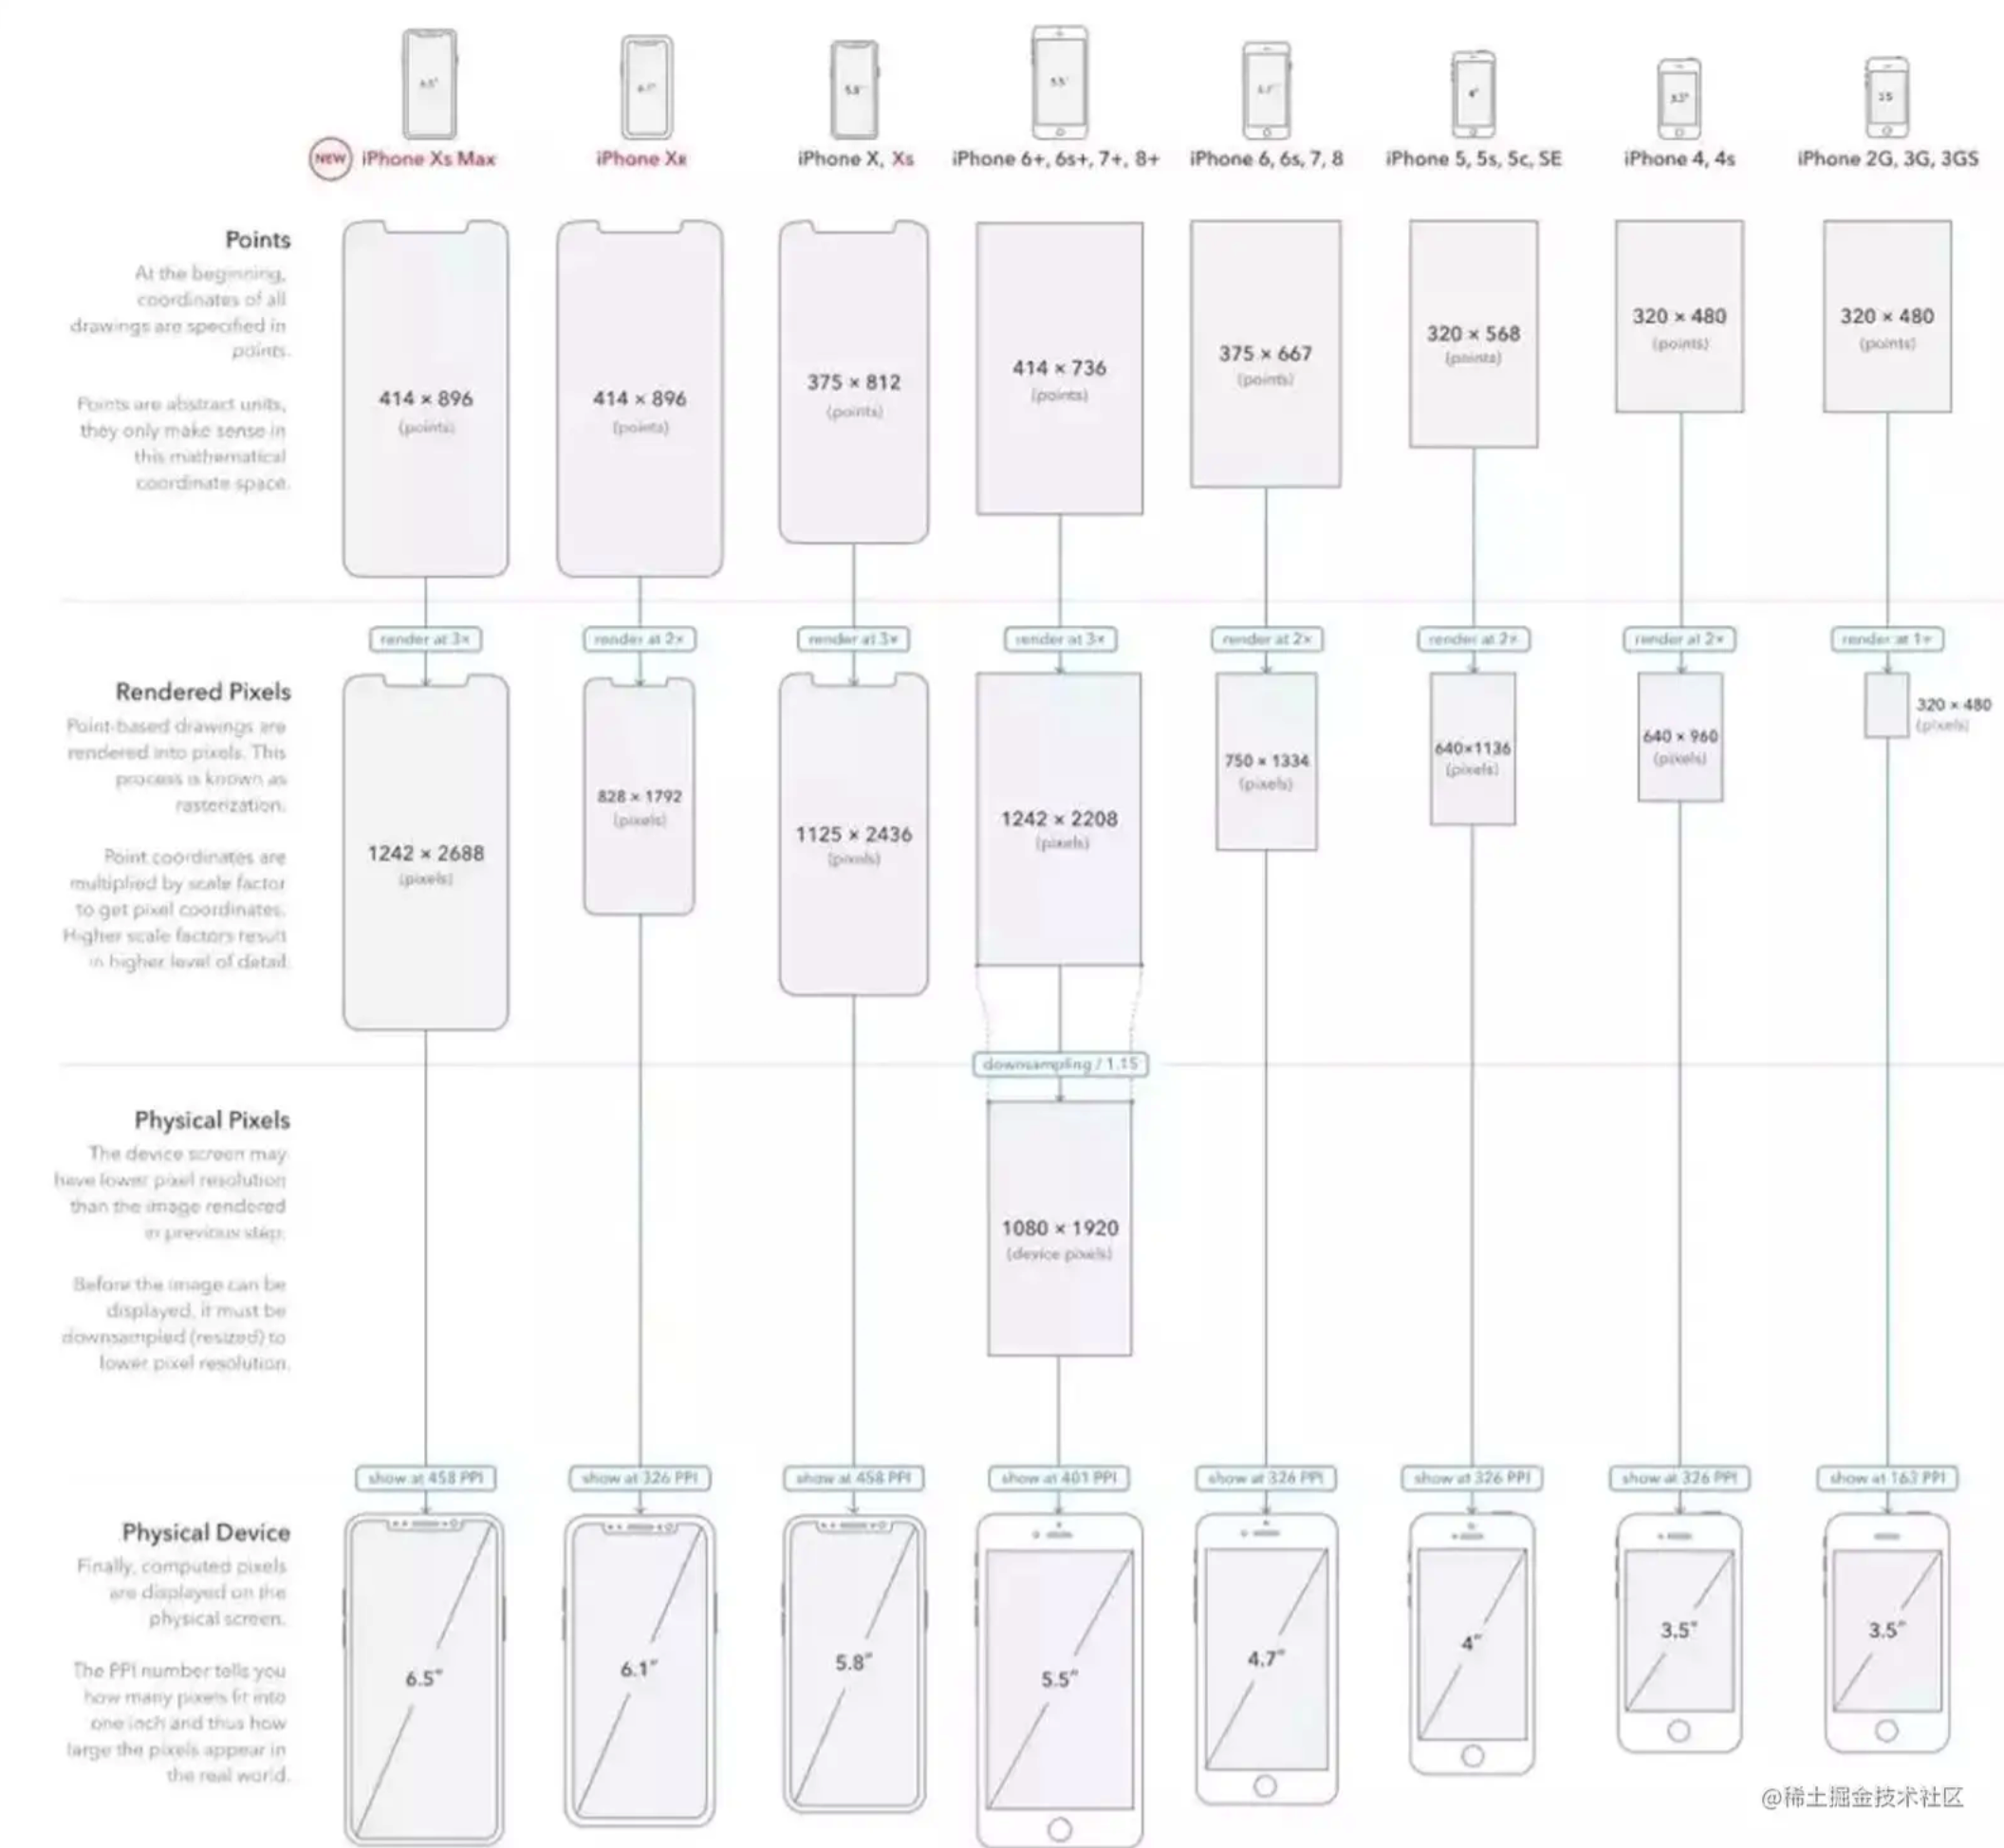 6.5"
6.1"
5.8"
5.5"
4"
3.5
NEW iPhone Xs Max
iPhone XR
iPhone X, Xs
iPhone 6+, 6s+, 7+, 8+
iPhone 6, 6s, 7, 8
iPhone 5, 5s, 5c, SE
iPhone 4, 4s
iPhone 2G, 3G, 3GS
Points
At the beginning,
coordinates of all
drawings are specified in
points.
Points are abstract units,
they only make sense in
this mathematical
coordinate space.
414 × 896
(points)
414 × 896
(points)
375 × 812
(points)
414 × 736
(points)
375 × 667
(points)
320 × 568
(points)
320 × 480
(points)
320 × 480
(points)
render at 3×
render at 2×
render at 3×
render at 3×
render at 2×
render at 2×
render at 2×
render at 1×
Rendered Pixels
Point-based drawings are
rendered into pixels. This
process is known as
rasterization.
Point coordinates are
multiplied by scale factor
to get pixel coordinates.
Higher scale factors result
in higher level of detail.
1242 × 2688
(pixels)
828 × 1792
(pixels)
1125 × 2436
(pixels)
1242 × 2208
(pixels)
750 × 1334
(pixels)
640×1136
(pixels)
640 × 960
(pixels)
320 × 480
(pixels)
downsampling / 1.15
Physical Pixels
The device screen may
have lower pixel resolution
than the image rendered
in previous step.
Before the image can be
displayed, it must be
downsampled (resized) to
lower pixel resolution.
1080 × 1920
(device pixels)
show at 458 PPI
show at 326 PPI
show at 458 PPI
show at 401 PPI
show at 326 PPI
show at 326 PPI
show at 326 PPI
show at 163 PPI
Physical Device
Finally, computed pixels
are displayed on the
physical screen.
The PPI number tells you
how many pixels fit into
one inch and thus how
large the pixels appear in
the real world.
6.5"
6.1"
5.8"
5.5"
4.7"
4"
3.5"
3.5"
@稀土掘金技术社区